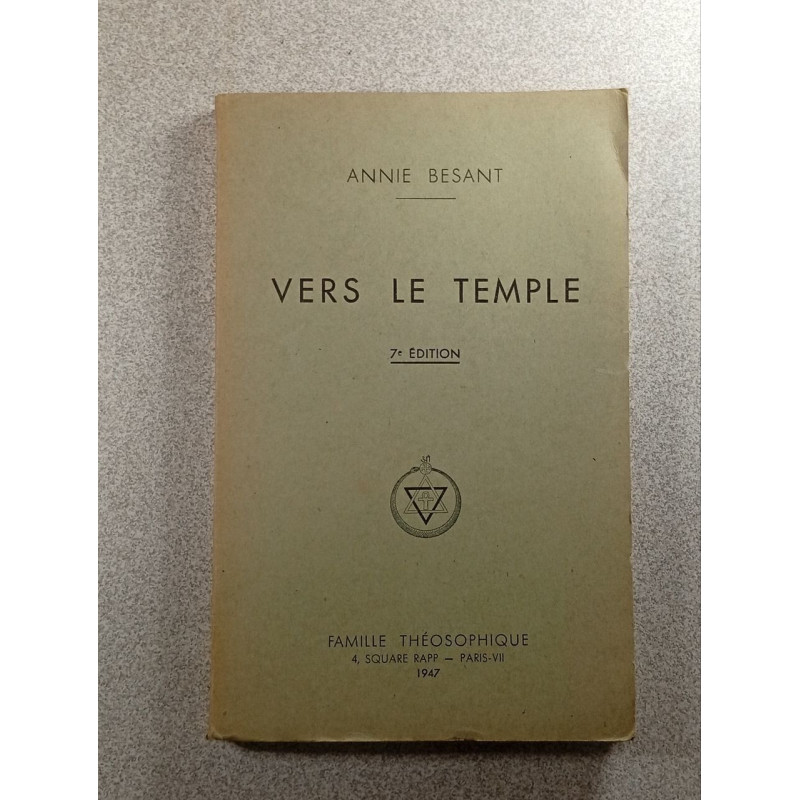 ANNIE BESANT
VERS LE TEMPLE
7e ÉDITION
FAMILLE THÉOSOPHIQUE
4, SQUARE RAPP — PARIS-VII
1947